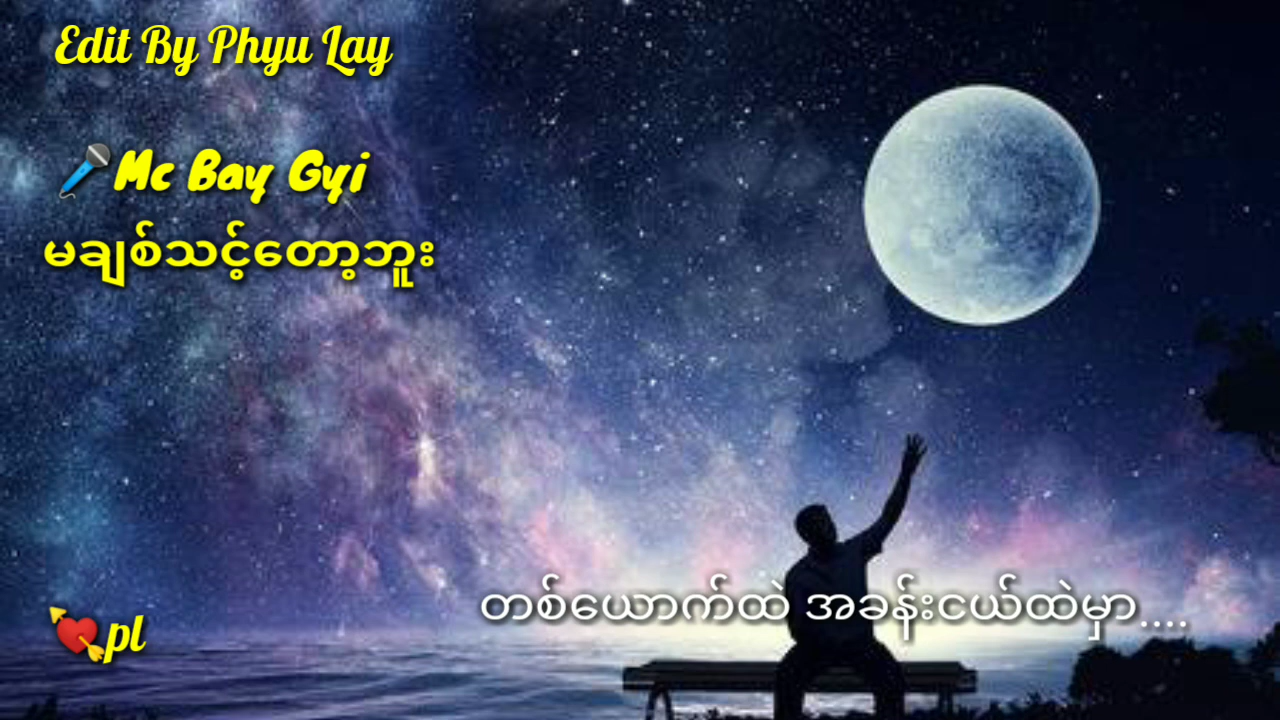 Edit By Phyu Lay
🎤Mc Bay Gyi
မချစ်သင့်တော့ဘူး
တစ်ယောက်ထဲ အခန်းငယ်ထဲမှာ....
💘pl